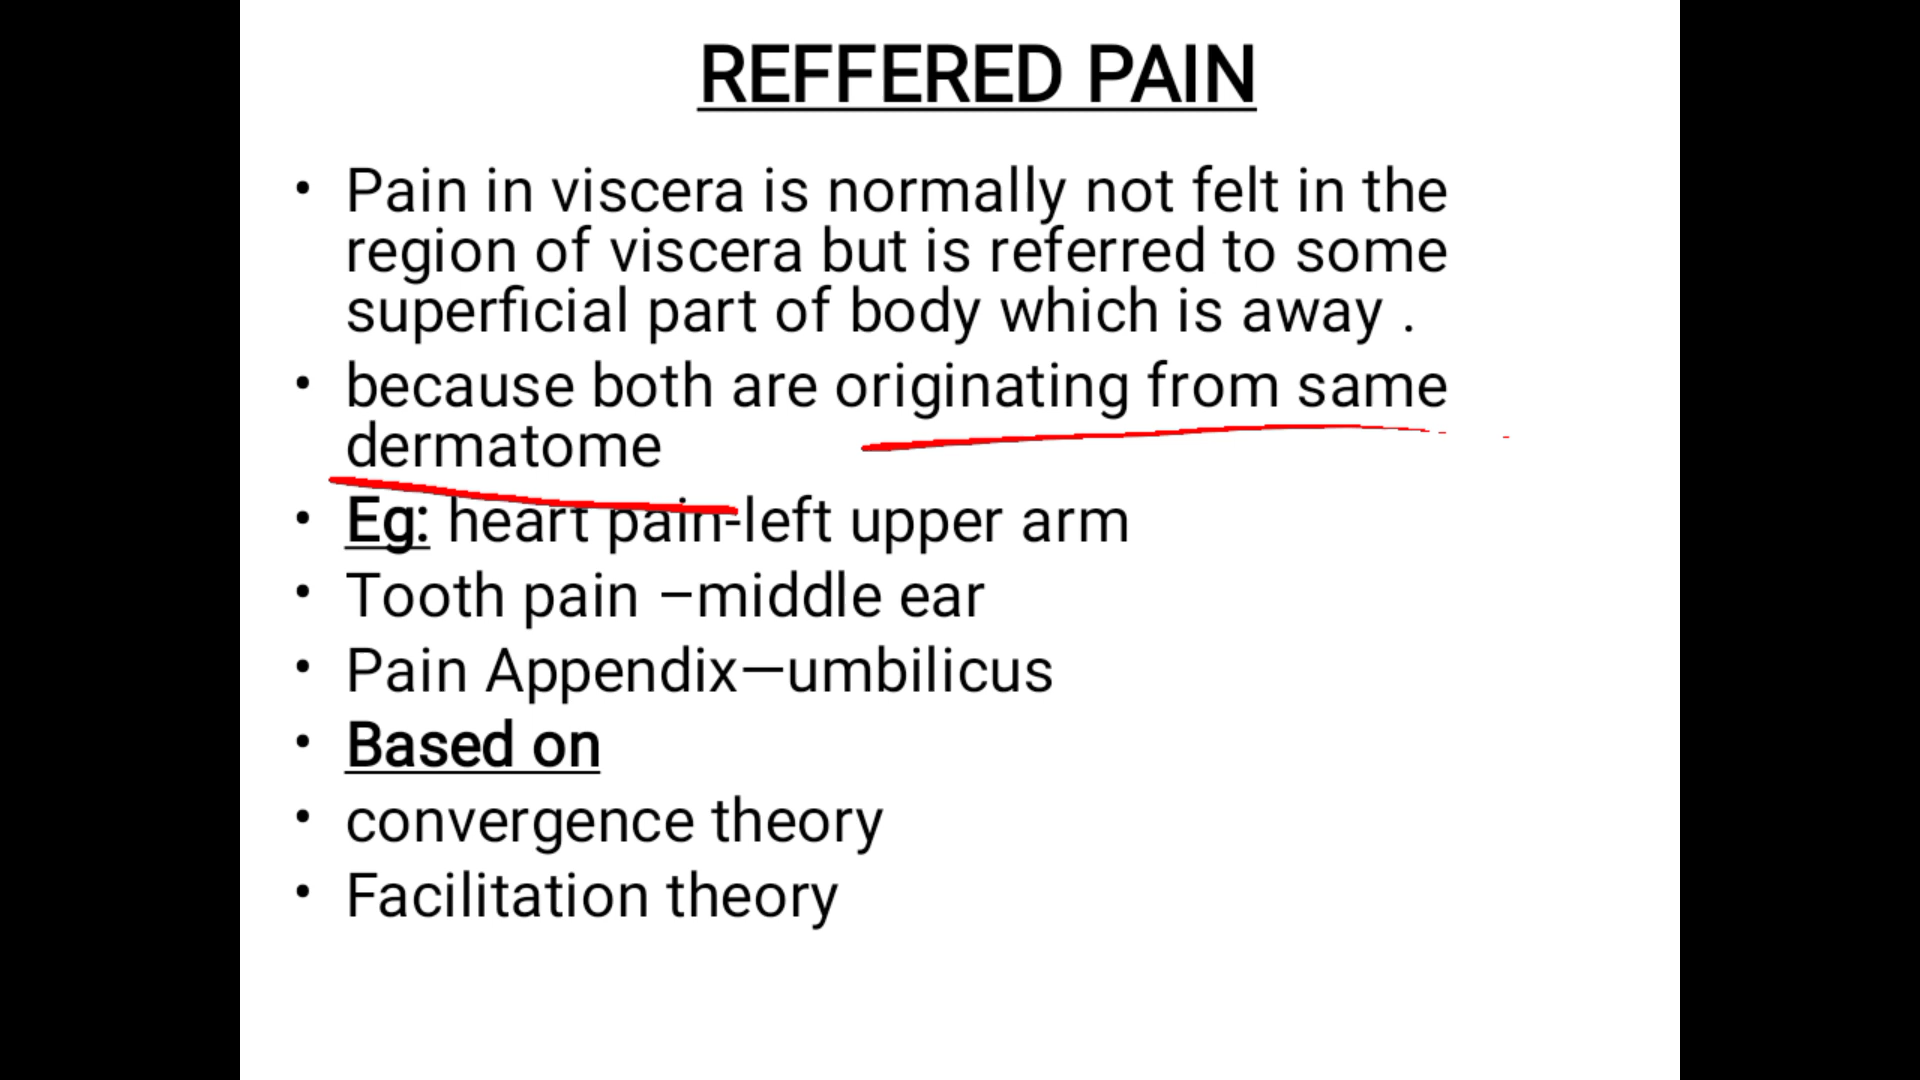 REFFERED PAIN
• Pain in viscera is normally not felt in the
region of viscera but is referred to some
superficial part of body which is away .
• because both are originating from same
dermatome
• Eg: heart pain-left upper arm
• Tooth pain –middle ear
• Pain Appendix—umbilicus
• Based on
• convergence theory
• Facilitation theory